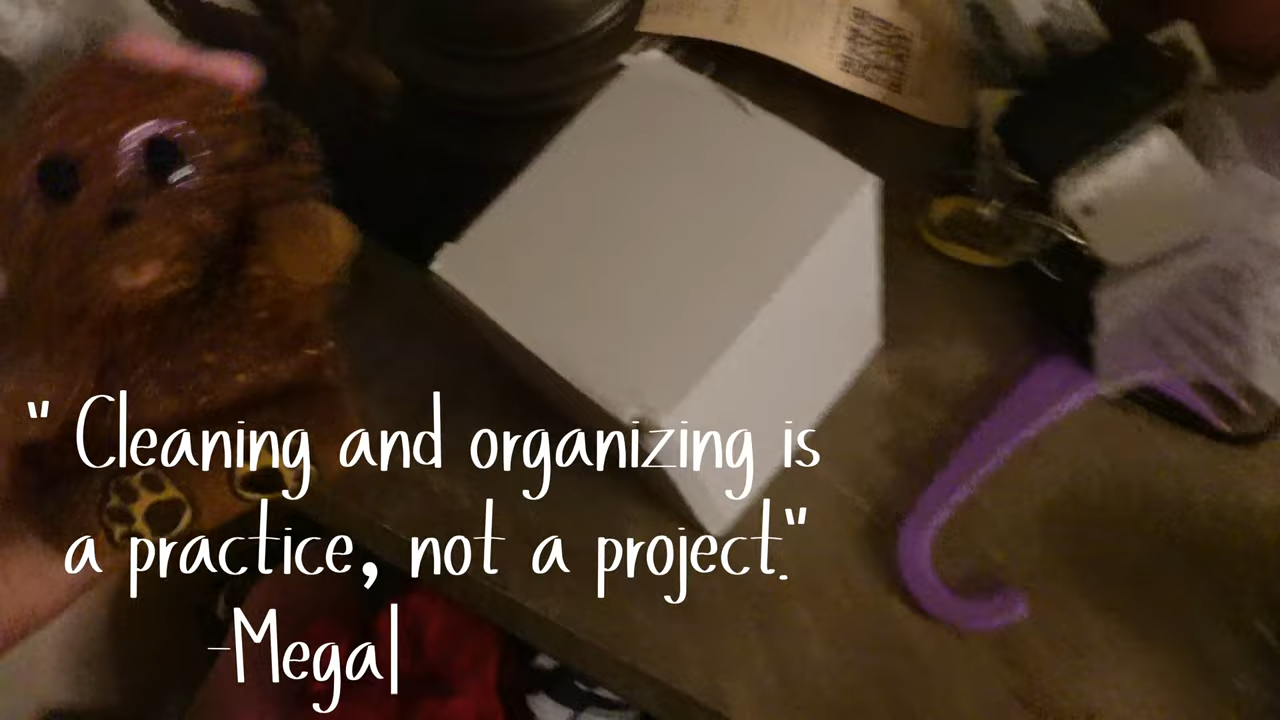 " Cleaning and organizing is
a practice, not a project."
-Megal